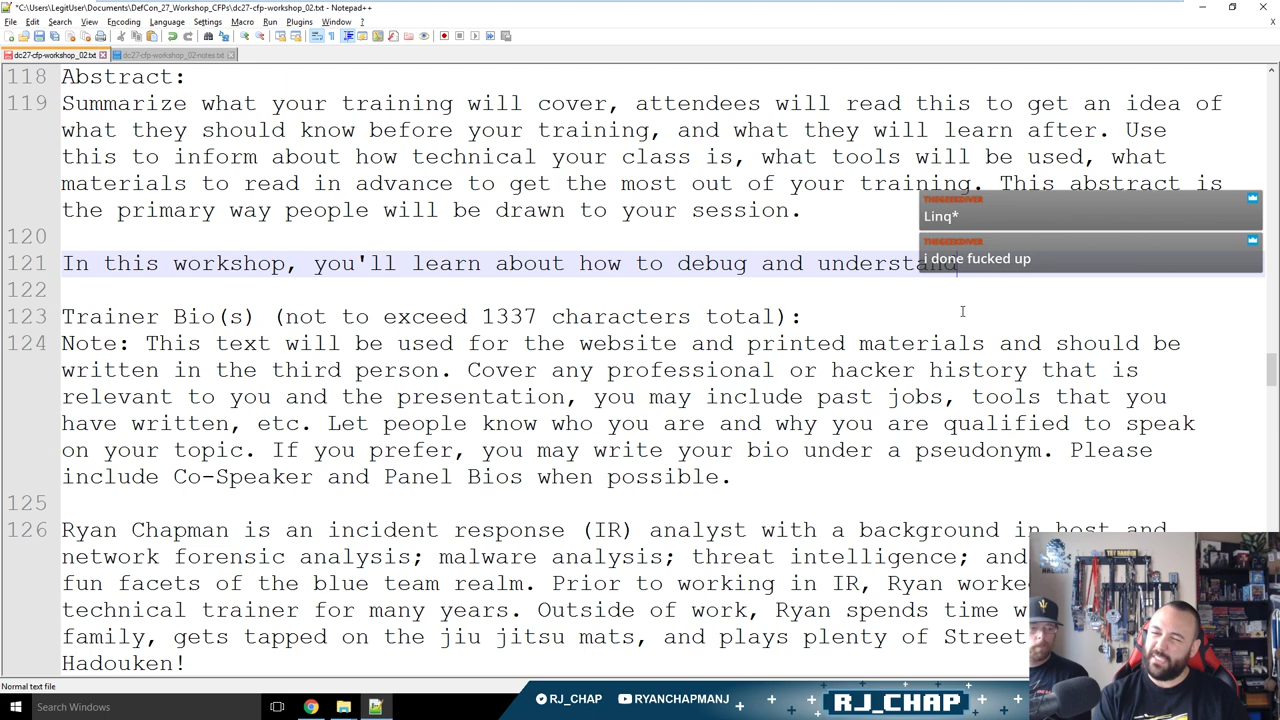 *C:\Users\LegitUser\Documents\DefCon_27_Workshop_CFPs\dc27-cfp-workshop_02.txt - Notepad++
File Edit Search View Encoding Language Settings Macro Run Plugins Window ?
dc27-cfp-workshop_02.txt dc27-cfp-workshop_02-notes.txt
118 Abstract:
119 Summarize what your training will cover, attendees will read this to get an idea of
what they should know before your training, and what they will learn after. Use
this to inform about how technical your class is, what tools will be used, what
materials to read in advance to get the most out of your training. This abstract is
the primary way people will be drawn to your session.
THEGEEKDIVER
Linq*
120
THEGEEKDIVER
i done fucked up
121 In this workshop, you'll learn about how to debug and understand
122
123 Trainer Bio(s) (not to exceed 1337 characters total):
124 Note: This text will be used for the website and printed materials and should be
written in the third person. Cover any professional or hacker history that is
relevant to you and the presentation, you may include past jobs, tools that you
have written, etc. Let people know who you are and why you are qualified to speak
on your topic. If you prefer, you may write your bio under a pseudonym. Please
include Co-Speaker and Panel Bios when possible.
125
126 Ryan Chapman is an incident response (IR) analyst with a background in host and
network forensic analysis; malware analysis; threat intelligence; and
fun facets of the blue team realm. Prior to working in IR, Ryan worke
technical trainer for many years. Outside of work, Ryan spends time w
family, gets tapped on the jiu jitsu mats, and plays plenty of Street
Hadouken!
Normal text file
Search Windows
RJ_CHAP RYANCHAPMANJ RJ_CHAP